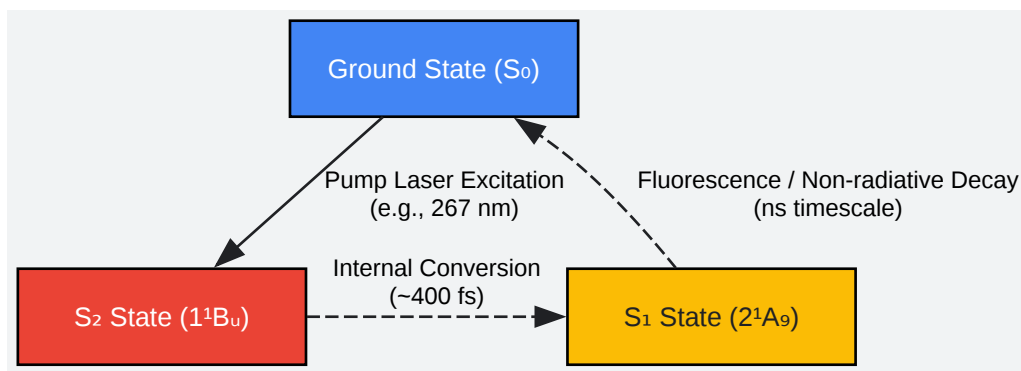 Ground State (S₀)
Pump Laser Excitation
(e.g., 267 nm)
Fluorescence / Non-radiative Decay
(ns timescale)
Internal Conversion
(~400 fs)
S₂ State (1¹Bᵤ)
S₁ State (2¹A₉)